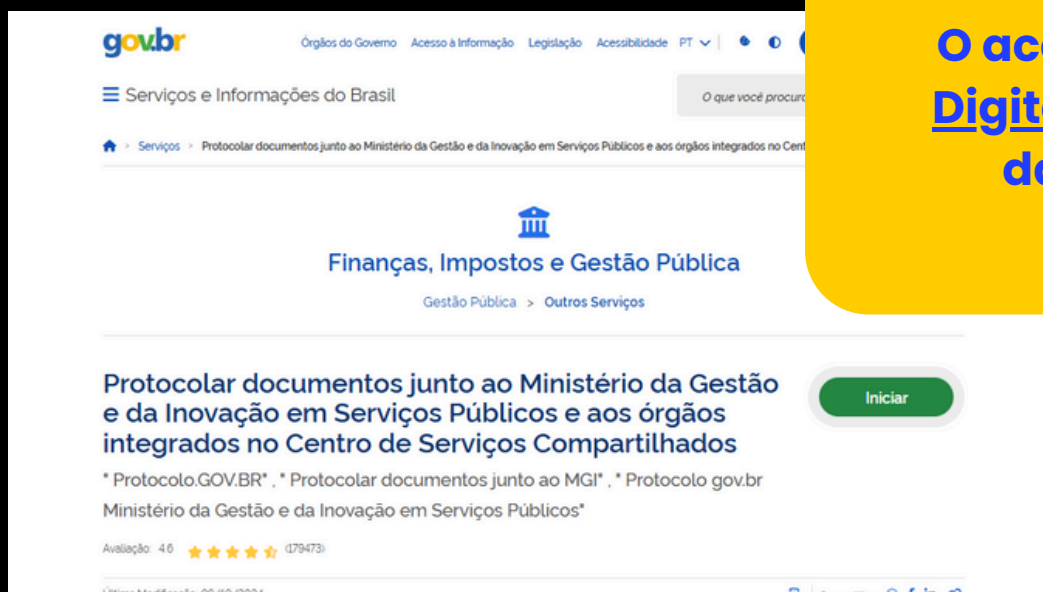 gov.br
Órgãos do Governo Acesso à Informação Legislação Acessibilidade PT
O
Serviços e Informações do Brasil
O que você
Serviços > Protocolar documentos junto ao Ministério da Gestão e da Inovação em Serviços Públicos e aos órgãos integrados no
Finanças, Impostos e Gestão Pública
Gestão Pública > Outros Serviços
Protocolar documentos junto ao Ministério da Gestão
e da Inovação em Serviços Públicos e aos órgãos
integrados no Centro de Serviços Compartilhados
Iniciar
" Protocolo.GOV.BR" , " Protocolar documentos junto ao MGI" , " Protocolo gov.br
Ministério da Gestão e da Inovação em Serviços Públicos"
Avaliação: 4.6 (179473)